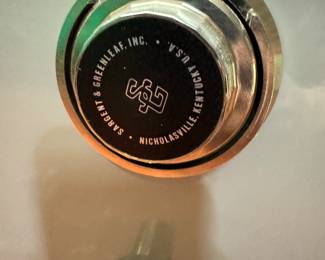 SARGENT & GREENLEAF, INC. • NICHOLASVILLE, KENTUCKY U.S.A. •
S&G